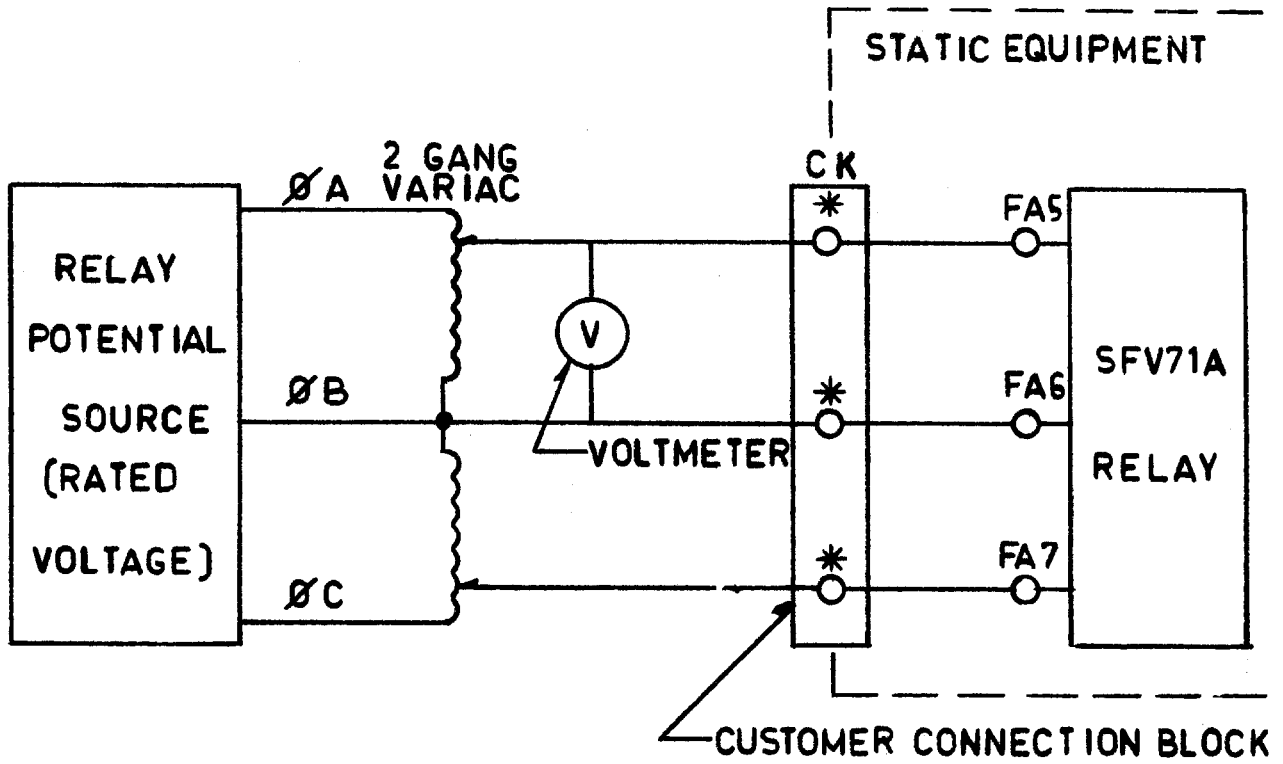 STATIC EQUIPMENT
2 GANG
VARIAC
ØA
CK
*
FA5
RELAY
POTENTIAL
SOURCE
(RATED
VOLTAGE)
V
SFV71A
RELAY
ØB
*
FA6
VOLTMETER
ØC
*
FA7
CUSTOMER CONNECTION BLOCK